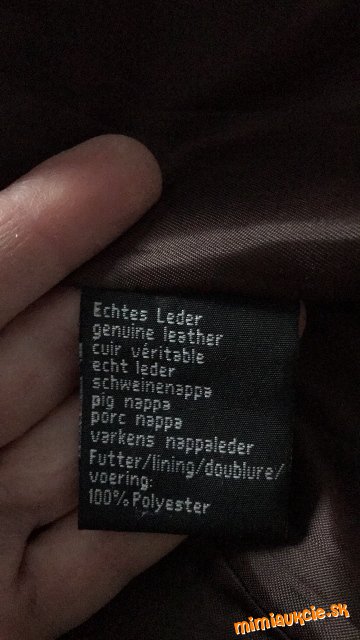 Echtes Leder
genuine leather
cuir véritable
echt leder
schweinenappa
pig nappa
porc nappa
varkens nappaleder
Futter/lining/doublure/
voering:
100% Polyester
mimiaukcie.sk